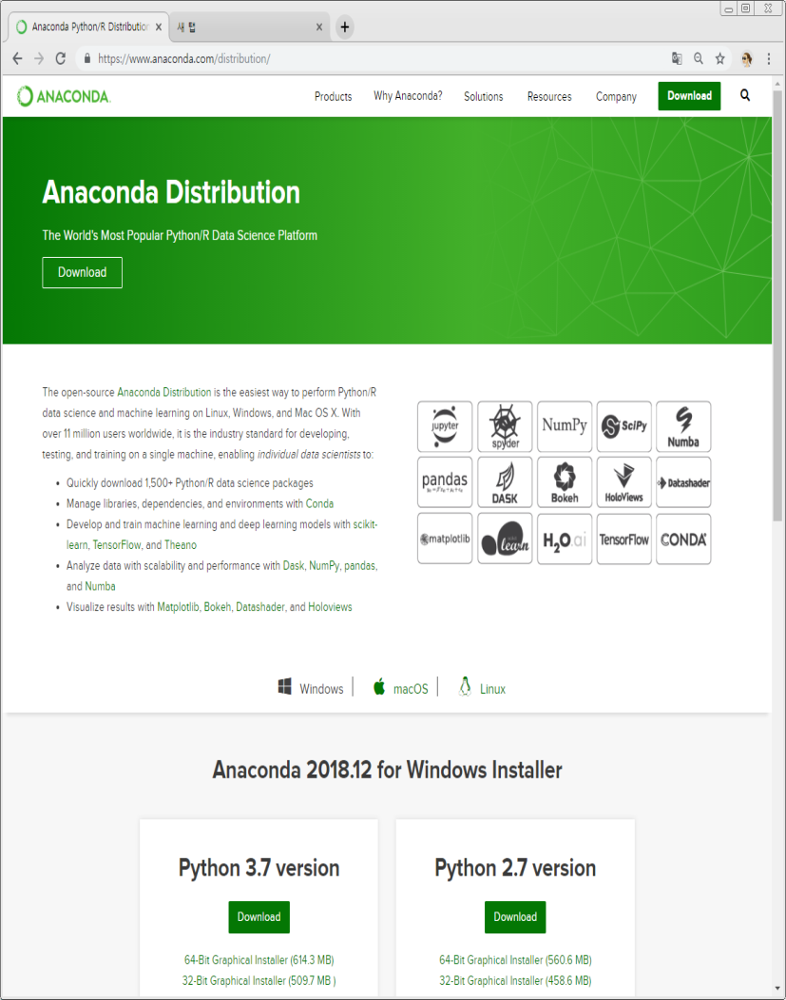 Anaconda Python/R Distribution
새 탭
https://www.anaconda.com/distribution/
ANACONDA.
Products Why Anaconda? Solutions Resources Company Download
Anaconda Distribution
The World's Most Popular Python/R Data Science Platform
Download
The open-source Anaconda Distribution is the easiest way to perform Python/R
data science and machine learning on Linux, Windows, and Mac OS X. With
over 11 million users worldwide, it is the industry standard for developing,
testing, and training on a single machine, enabling individual data scientists to:
• Quickly download 1,500+ Python/R data science packages
• Manage libraries, dependencies, and environments with Conda
• Develop and train machine learning and deep learning models with scikit-
learn, TensorFlow, and Theano
• Analyze data with scalability and performance with Dask, NumPy, pandas,
and Numba
• Visualize results with Matplotlib, Bokeh, Datashader, and Holoviews
jupyter spyder NumPy SciPy Numba
pandas DASK Bokeh HoloViews Datashader
matplotlib learn H2O.ai TensorFlow CONDA
Windows macOS Linux
Anaconda 2018.12 for Windows Installer
Python 3.7 version
Download
64-Bit Graphical Installer (614.3 MB)
32-Bit Graphical Installer (509.7 MB )
Python 2.7 version
Download
64-Bit Graphical Installer (560.6 MB)
32-Bit Graphical Installer (458.6 MB)